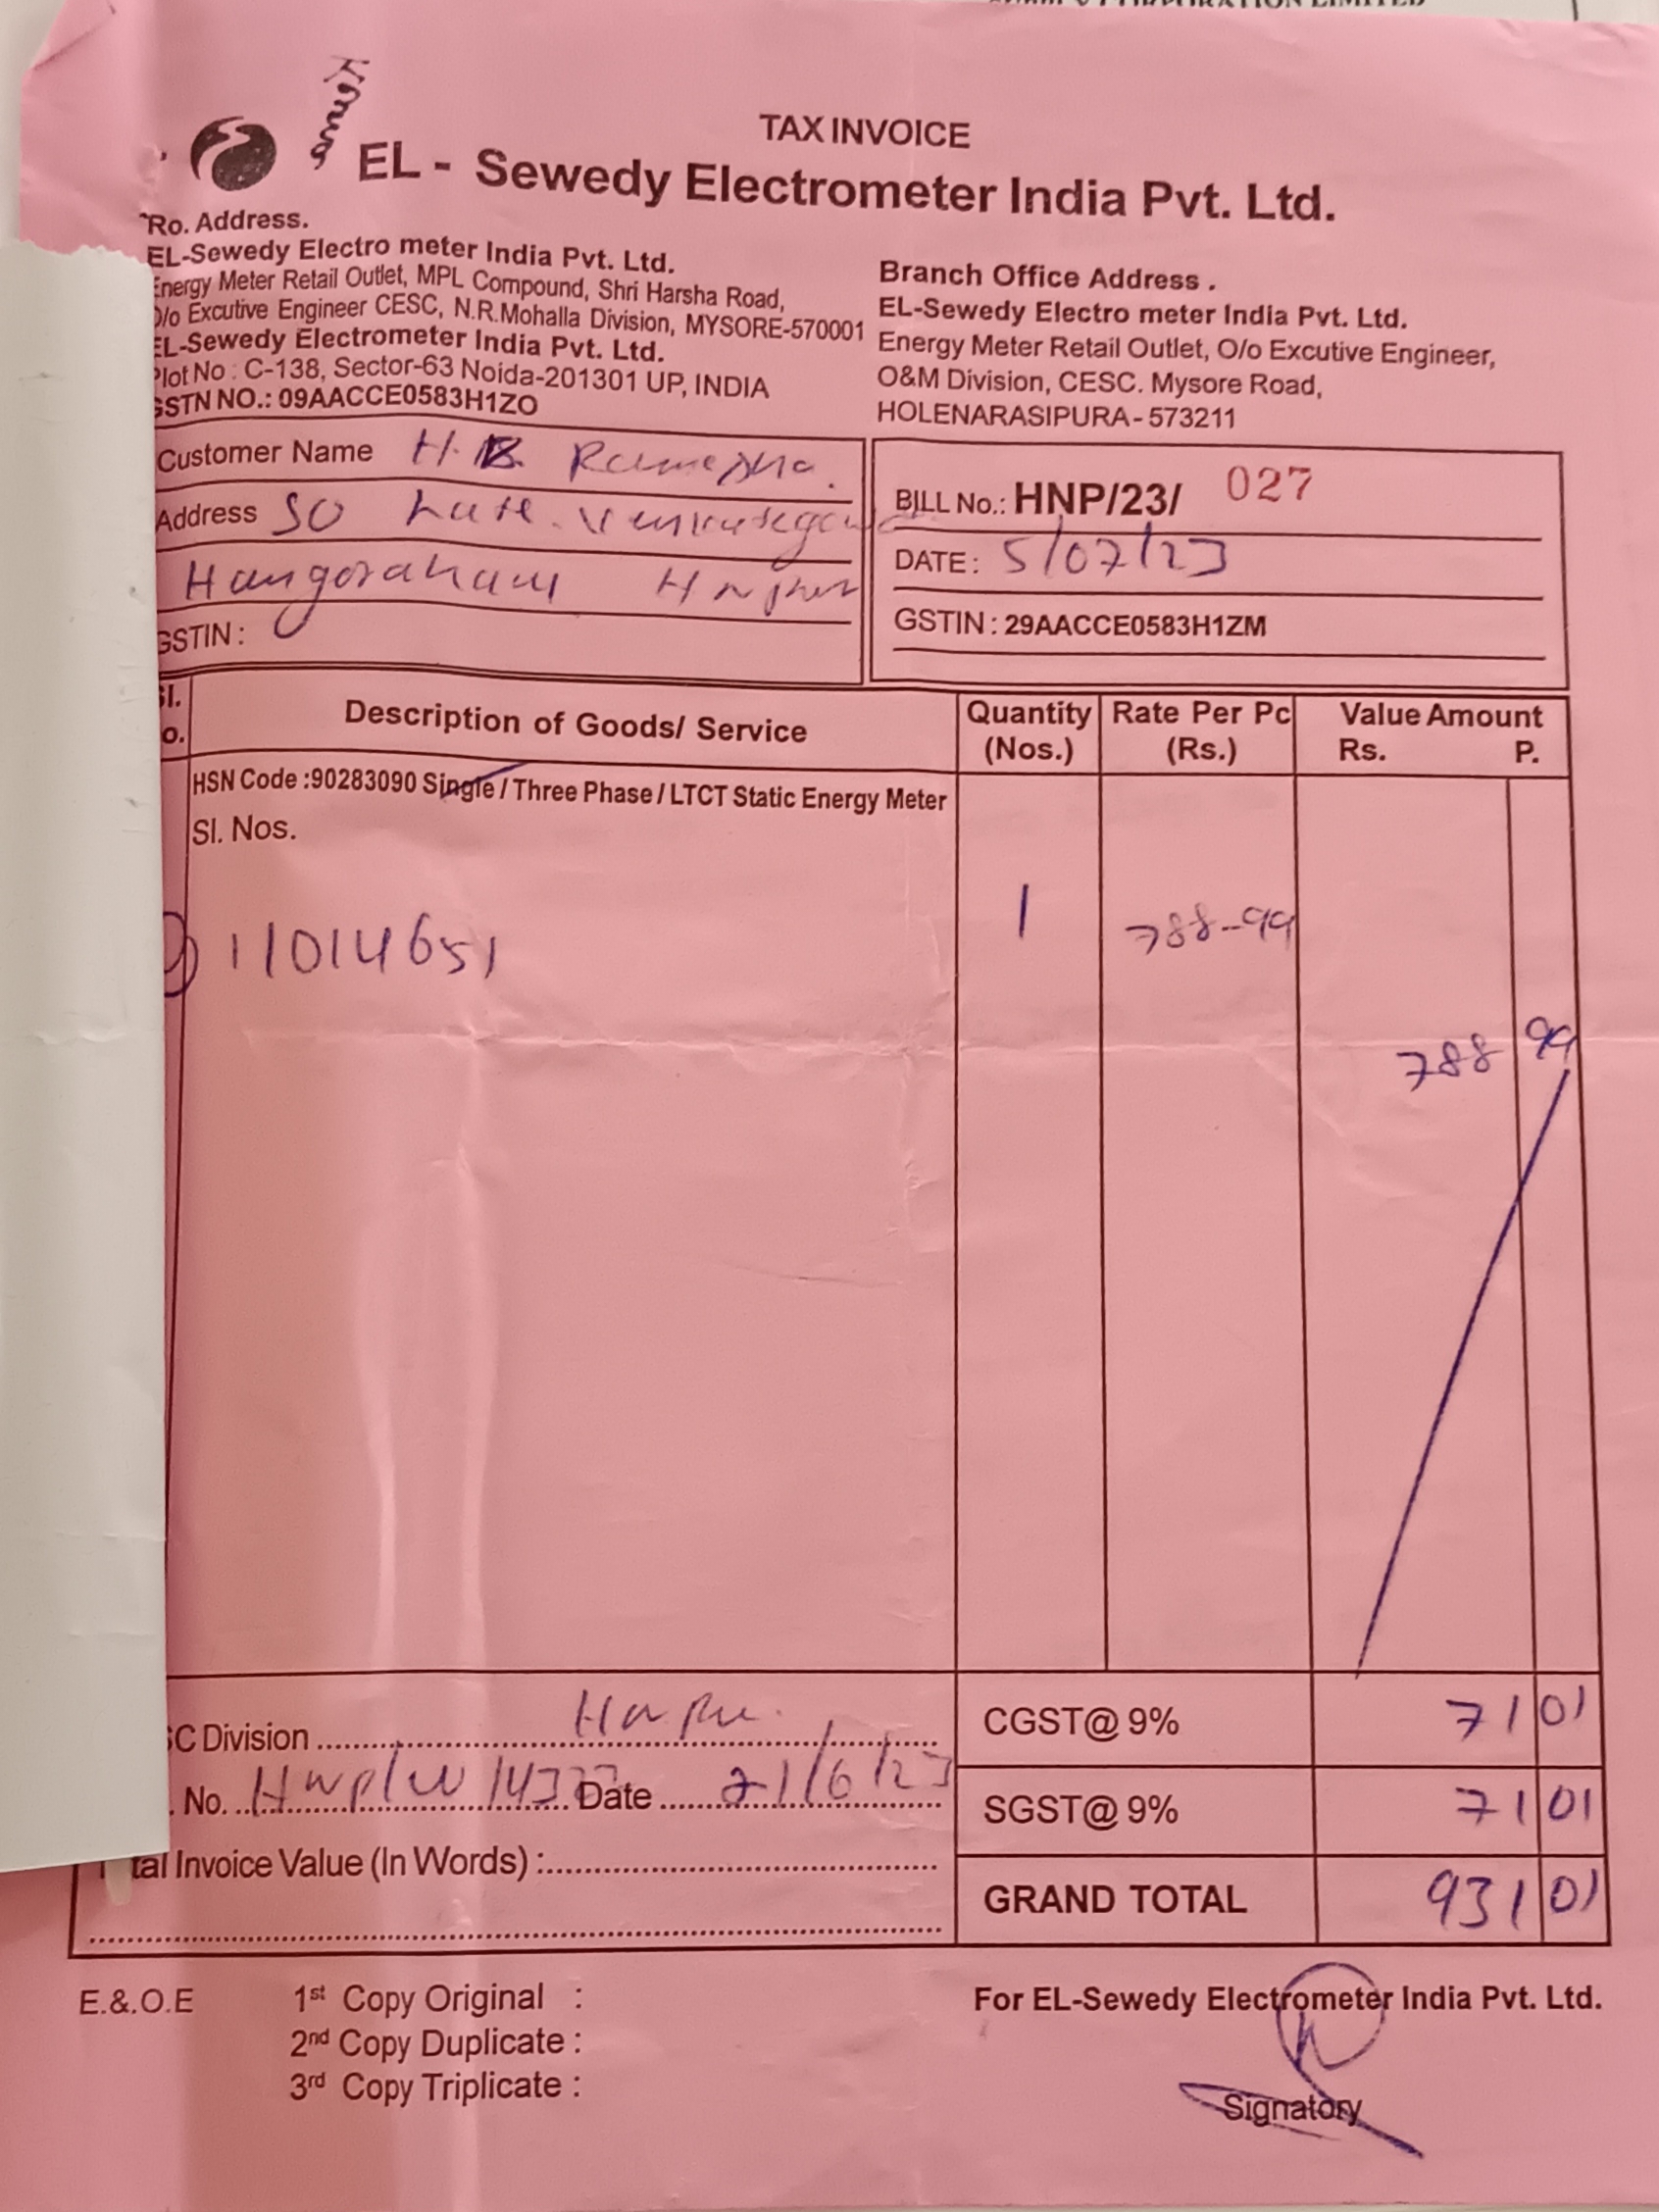 TAX INVOICE
EL - Sewedy Electrometer India Pvt. Ltd.
Ro. Address.
EL-Sewedy Electro meter India Pvt. Ltd.
Energy Meter Retail Outlet, MPL Compound, Shri Harsha Road,
O/o Excutive Engineer CESC, N.R.Mohalla Division, MYSORE-570001
EL-Sewedy Electrometer India Pvt. Ltd.
Plot No : C-138, Sector-63 Noida-201301 UP, INDIA
GSTN NO.: 09AACCE0583H1ZO
Branch Office Address .
EL-Sewedy Electro meter India Pvt. Ltd.
Energy Meter Retail Outlet, O/o Excutive Engineer,
O&M Division, CESC. Mysore Road,
HOLENARASIPURA- 573211
Customer Name H.B. Ramesha.
Address SO Late.
GSTIN :
BILL No.: HNP/23/ 027
DATE : 5/07/23
GSTIN : 29AACCE0583H1ZM
Sl. Description of Goods/ Service Quantity Rate Per Pc Value Amount
o. (Nos.) (Rs.) Rs. P.
HSN Code :90283090 Single / Three Phase / LTCT Static Energy Meter
Sl. Nos.
11014651 1 788-99
788 99
C Division
CGST@ 9% 71 01
. No. Date 21/6/23
SGST@ 9% 71 01
tal Invoice Value (In Words) :
GRAND TOTAL 931 01
E.&.O.E 1st Copy Original :
2nd Copy Duplicate :
3rd Copy Triplicate :
For EL-Sewedy Electrometer India Pvt. Ltd.
Signatory